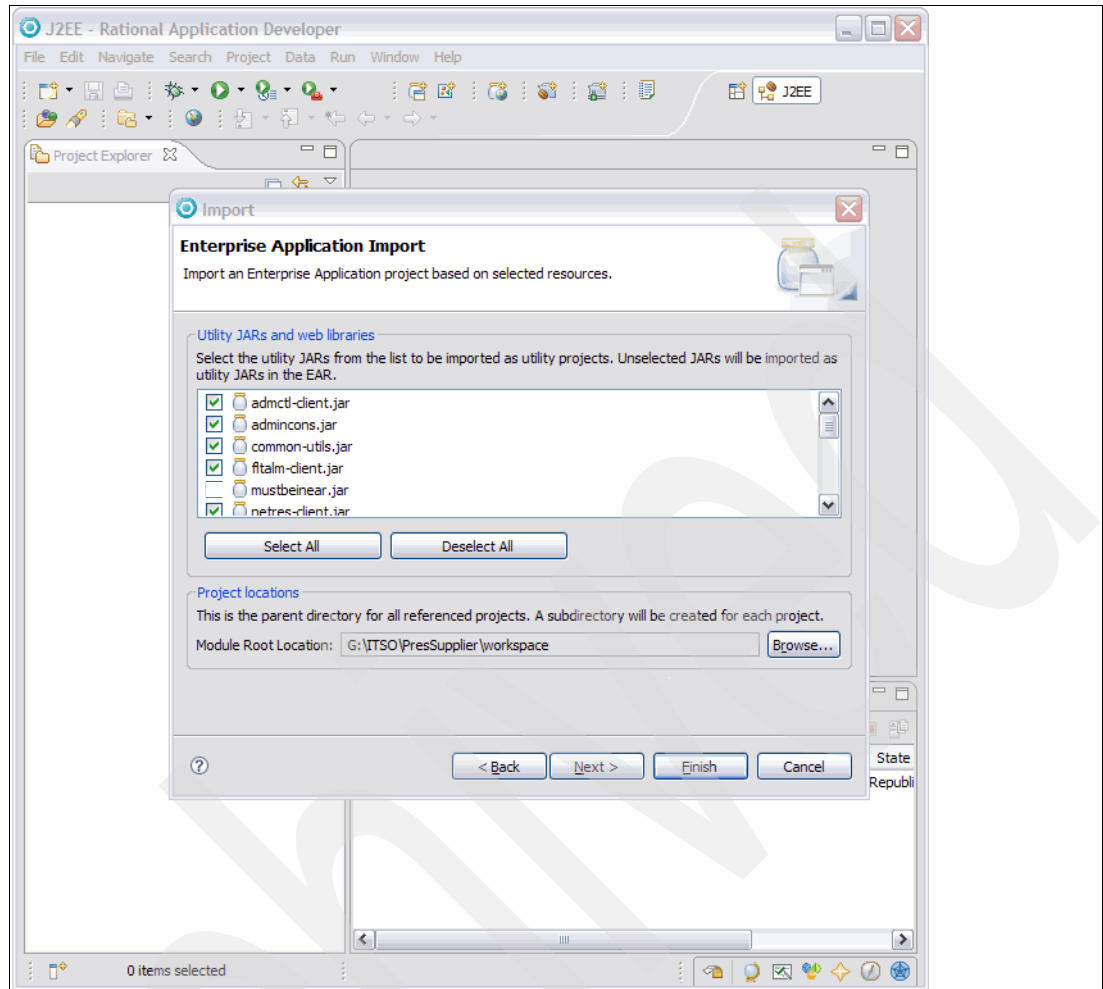 J2EE - Rational Application Developer
File Edit Navigate Search Project Data Run Window Help
J2EE
Project Explorer
Import
Enterprise Application Import
Import an Enterprise Application project based on selected resources.
Utility JARs and web libraries
Select the utility JARs from the list to be imported as utility projects. Unselected JARs will be imported as
utility JARs in the EAR.
admctl-client.jar
admincons.jar
common-utils.jar
fltalm-client.jar
mustbeinear.jar
netres-client.jar
Select All Deselect All
Project locations
This is the parent directory for all referenced projects. A subdirectory will be created for each project.
Module Root Location: G:\ITSO\PresSupplier\workspace Browse...
< Back Next > Finish Cancel
State
Republi
0 items selected